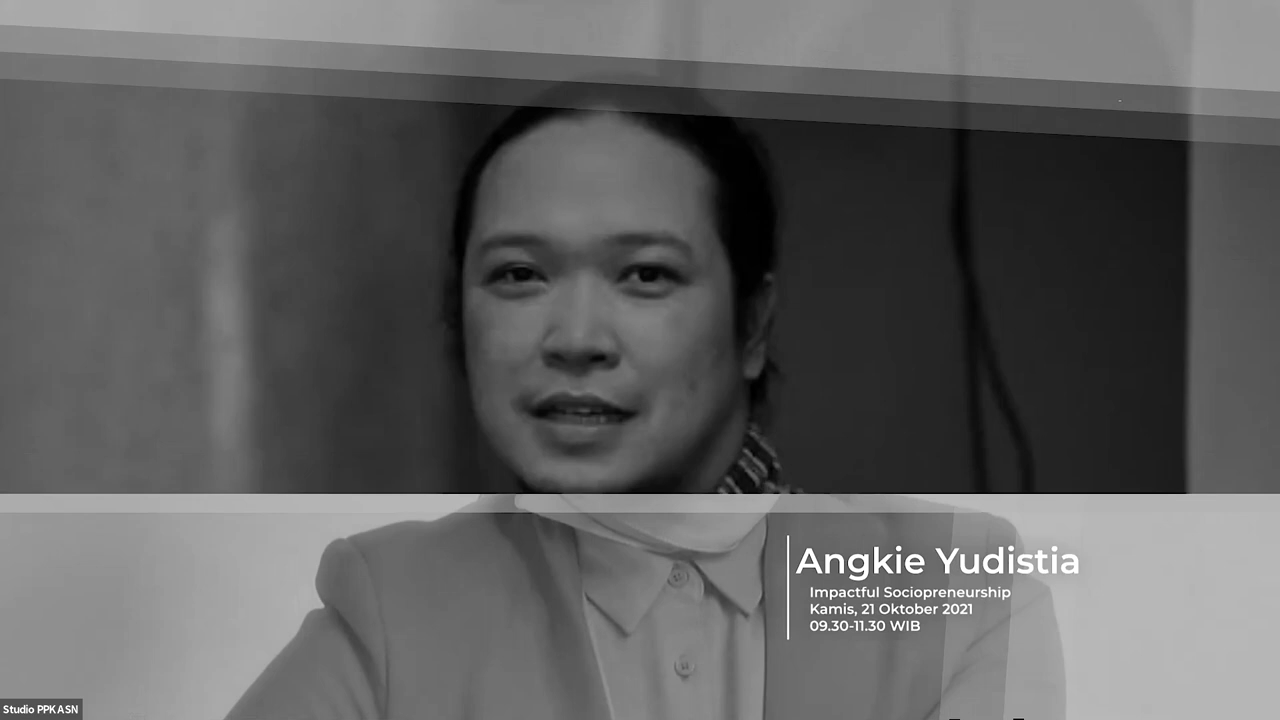 Angkie Yudistia
Impactful Sociopreneurship
Kamis, 21 Oktober 2021
09.30-11.30 WIB
Studio PPKASN